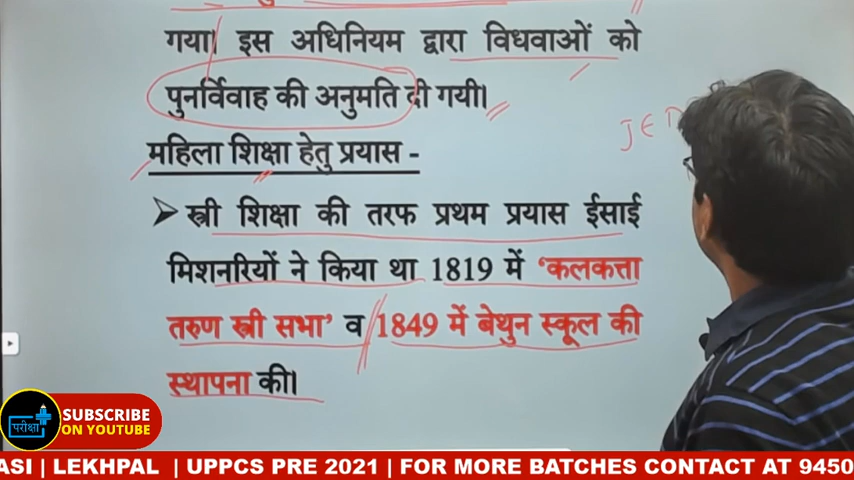 गया। इस अधिनियम द्वारा विधवाओं को
पुनर्विवाह की अनुमति दी गयी।
JED
महिला शिक्षा हेतु प्रयास -
➢ स्त्री शिक्षा की तरफ प्रथम प्रयास ईसाई
मिशनरियों ने किया था 1819 में ‘कलकत्ता
तरुण स्त्री सभा’ व 1849 में बेथुन स्कूल की
स्थापना की।
परीक्षा
SUBSCRIBE
ON YOUTUBE
ASI | LEKHPAL | UPPCS PRE 2021 | FOR MORE BATCHES CONTACT AT 9450